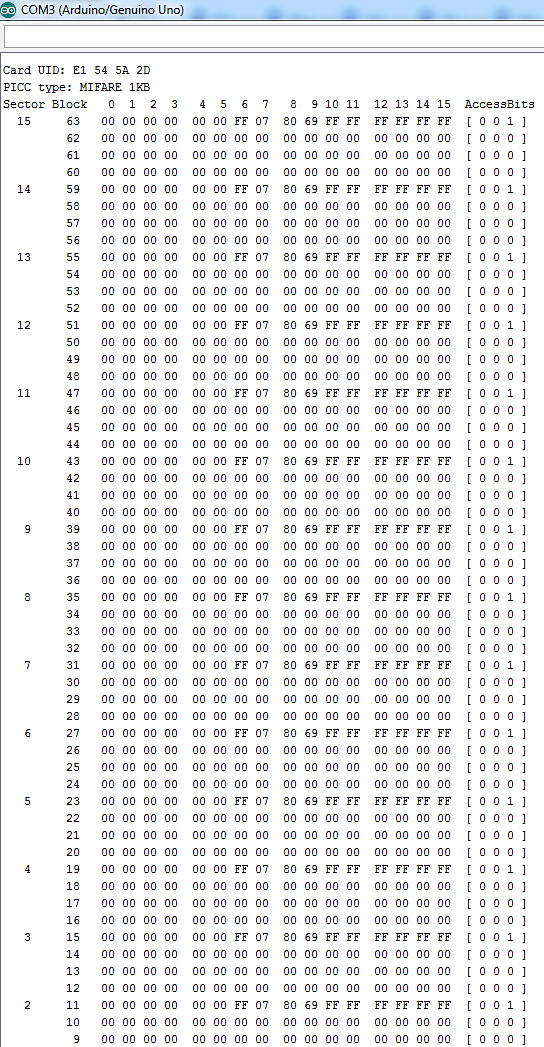 COM3 (Arduino/Genuino Uno)
Card UID: E1 54 5A 2D
PICC type: MIFARE 1KB
Sector Block 0 1 2 3 4 5 6 7 8 9 10 11 12 13 14 15 AccessBits
15 63 00 00 00 00 00 00 FF 07 80 69 FF FF FF FF FF FF [ 0 0 1 ]
62 00 00 00 00 00 00 00 00 00 00 00 00 00 00 00 00 [ 0 0 0 ]
61 00 00 00 00 00 00 00 00 00 00 00 00 00 00 00 00 [ 0 0 0 ]
60 00 00 00 00 00 00 00 00 00 00 00 00 00 00 00 00 [ 0 0 0 ]
14 59 00 00 00 00 00 00 FF 07 80 69 FF FF FF FF FF FF [ 0 0 1 ]
58 00 00 00 00 00 00 00 00 00 00 00 00 00 00 00 00 [ 0 0 0 ]
57 00 00 00 00 00 00 00 00 00 00 00 00 00 00 00 00 [ 0 0 0 ]
56 00 00 00 00 00 00 00 00 00 00 00 00 00 00 00 00 [ 0 0 0 ]
13 55 00 00 00 00 00 00 FF 07 80 69 FF FF FF FF FF FF [ 0 0 1 ]
54 00 00 00 00 00 00 00 00 00 00 00 00 00 00 00 00 [ 0 0 0 ]
53 00 00 00 00 00 00 00 00 00 00 00 00 00 00 00 00 [ 0 0 0 ]
52 00 00 00 00 00 00 00 00 00 00 00 00 00 00 00 00 [ 0 0 0 ]
12 51 00 00 00 00 00 00 FF 07 80 69 FF FF FF FF FF FF [ 0 0 1 ]
50 00 00 00 00 00 00 00 00 00 00 00 00 00 00 00 00 [ 0 0 0 ]
49 00 00 00 00 00 00 00 00 00 00 00 00 00 00 00 00 [ 0 0 0 ]
48 00 00 00 00 00 00 00 00 00 00 00 00 00 00 00 00 [ 0 0 0 ]
11 47 00 00 00 00 00 00 FF 07 80 69 FF FF FF FF FF FF [ 0 0 1 ]
46 00 00 00 00 00 00 00 00 00 00 00 00 00 00 00 00 [ 0 0 0 ]
45 00 00 00 00 00 00 00 00 00 00 00 00 00 00 00 00 [ 0 0 0 ]
44 00 00 00 00 00 00 00 00 00 00 00 00 00 00 00 00 [ 0 0 0 ]
10 43 00 00 00 00 00 00 FF 07 80 69 FF FF FF FF FF FF [ 0 0 1 ]
42 00 00 00 00 00 00 00 00 00 00 00 00 00 00 00 00 [ 0 0 0 ]
41 00 00 00 00 00 00 00 00 00 00 00 00 00 00 00 00 [ 0 0 0 ]
40 00 00 00 00 00 00 00 00 00 00 00 00 00 00 00 00 [ 0 0 0 ]
9 39 00 00 00 00 00 00 FF 07 80 69 FF FF FF FF FF FF [ 0 0 1 ]
38 00 00 00 00 00 00 00 00 00 00 00 00 00 00 00 00 [ 0 0 0 ]
37 00 00 00 00 00 00 00 00 00 00 00 00 00 00 00 00 [ 0 0 0 ]
36 00 00 00 00 00 00 00 00 00 00 00 00 00 00 00 00 [ 0 0 0 ]
8 35 00 00 00 00 00 00 FF 07 80 69 FF FF FF FF FF FF [ 0 0 1 ]
34 00 00 00 00 00 00 00 00 00 00 00 00 00 00 00 00 [ 0 0 0 ]
33 00 00 00 00 00 00 00 00 00 00 00 00 00 00 00 00 [ 0 0 0 ]
32 00 00 00 00 00 00 00 00 00 00 00 00 00 00 00 00 [ 0 0 0 ]
7 31 00 00 00 00 00 00 FF 07 80 69 FF FF FF FF FF FF [ 0 0 1 ]
30 00 00 00 00 00 00 00 00 00 00 00 00 00 00 00 00 [ 0 0 0 ]
29 00 00 00 00 00 00 00 00 00 00 00 00 00 00 00 00 [ 0 0 0 ]
28 00 00 00 00 00 00 00 00 00 00 00 00 00 00 00 00 [ 0 0 0 ]
6 27 00 00 00 00 00 00 FF 07 80 69 FF FF FF FF FF FF [ 0 0 1 ]
26 00 00 00 00 00 00 00 00 00 00 00 00 00 00 00 00 [ 0 0 0 ]
25 00 00 00 00 00 00 00 00 00 00 00 00 00 00 00 00 [ 0 0 0 ]
24 00 00 00 00 00 00 00 00 00 00 00 00 00 00 00 00 [ 0 0 0 ]
5 23 00 00 00 00 00 00 FF 07 80 69 FF FF FF FF FF FF [ 0 0 1 ]
22 00 00 00 00 00 00 00 00 00 00 00 00 00 00 00 00 [ 0 0 0 ]
21 00 00 00 00 00 00 00 00 00 00 00 00 00 00 00 00 [ 0 0 0 ]
20 00 00 00 00 00 00 00 00 00 00 00 00 00 00 00 00 [ 0 0 0 ]
4 19 00 00 00 00 00 00 FF 07 80 69 FF FF FF FF FF FF [ 0 0 1 ]
18 00 00 00 00 00 00 00 00 00 00 00 00 00 00 00 00 [ 0 0 0 ]
17 00 00 00 00 00 00 00 00 00 00 00 00 00 00 00 00 [ 0 0 0 ]
16 00 00 00 00 00 00 00 00 00 00 00 00 00 00 00 00 [ 0 0 0 ]
3 15 00 00 00 00 00 00 FF 07 80 69 FF FF FF FF FF FF [ 0 0 1 ]
14 00 00 00 00 00 00 00 00 00 00 00 00 00 00 00 00 [ 0 0 0 ]
13 00 00 00 00 00 00 00 00 00 00 00 00 00 00 00 00 [ 0 0 0 ]
12 00 00 00 00 00 00 00 00 00 00 00 00 00 00 00 00 [ 0 0 0 ]
2 11 00 00 00 00 00 00 FF 07 80 69 FF FF FF FF FF FF [ 0 0 1 ]
10 00 00 00 00 00 00 00 00 00 00 00 00 00 00 00 00 [ 0 0 0 ]
9 00 00 00 00 00 00 00 00 00 00 00 00 00 00 00 00 [ 0 0 0 ]